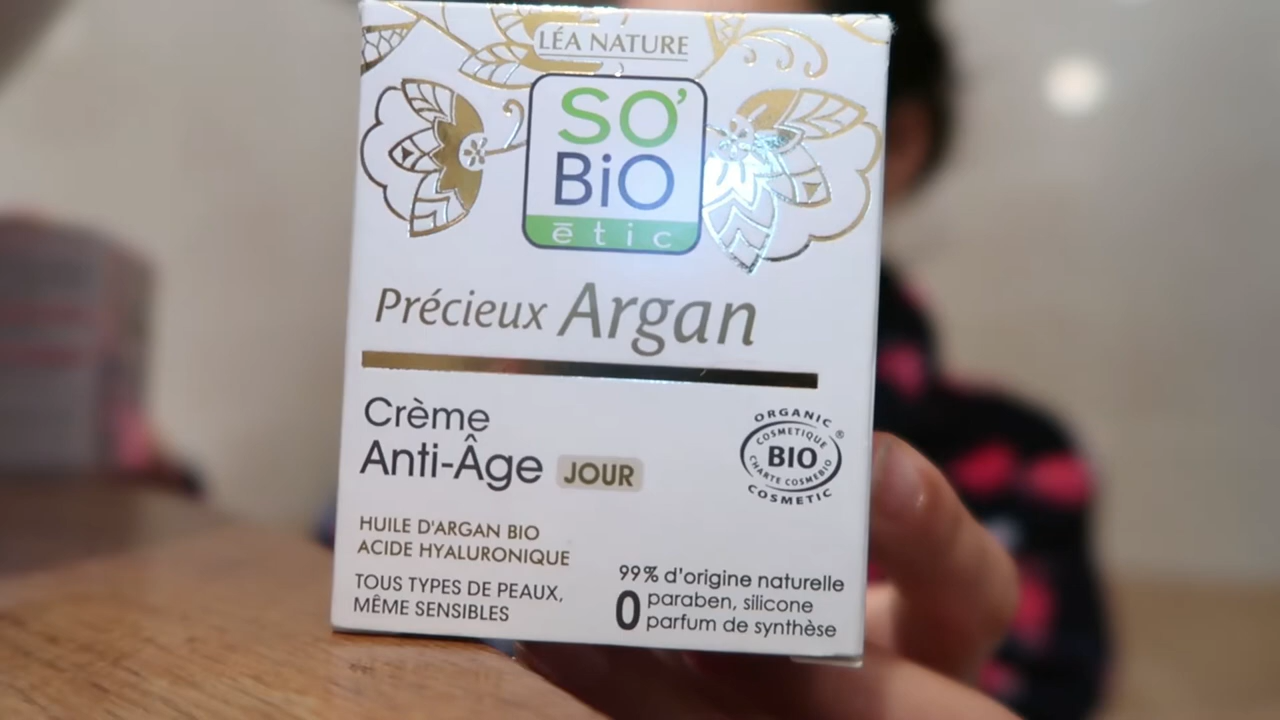 LÉA NATURE
SO'
BiO
ētic
Précieux Argan
Crème
Anti-Âge JOUR
ORGANIC
COSMETIQUE
BIO
CHARTE COSMEBIO
COSMETIC
®
HUILE D'ARGAN BIO
ACIDE HYALURONIQUE
TOUS TYPES DE PEAUX,
MÊME SENSIBLES
99% d'origine naturelle
0 paraben, silicone
parfum de synthèse